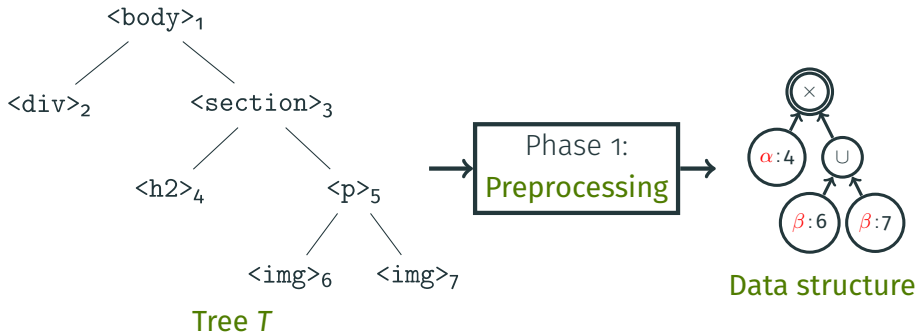 <body>₁
<div>₂
<section>₃
<h2>₄
<p>₅
<img>₆
<img>₇
Tree T
Phase 1:
Preprocessing
×
α:4
∪
β:6
β:7
Data structure